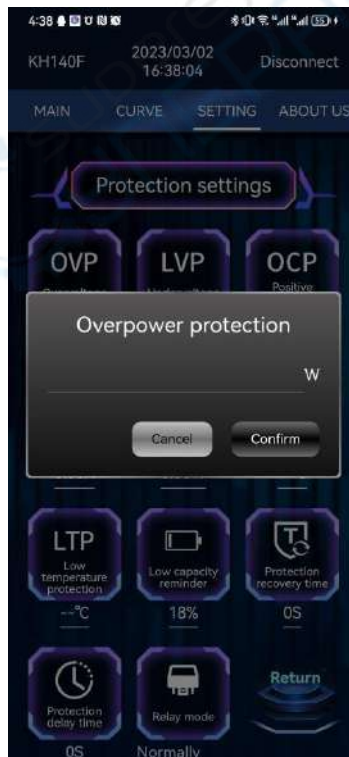 4:38
55
KH140F
2023/03/02
16:38:04
Disconnect
MAIN CURVE SETTING ABOUT US
Protection settings
OVP LVP OCP
Positive
Overpower protection
W
Cancel Confirm
LTP
Low
temperature
protection
Low capacity
reminder
Protection
recovery time
--°C 18% 0S
Protection
delay time
Relay mode
Return
0S Normally